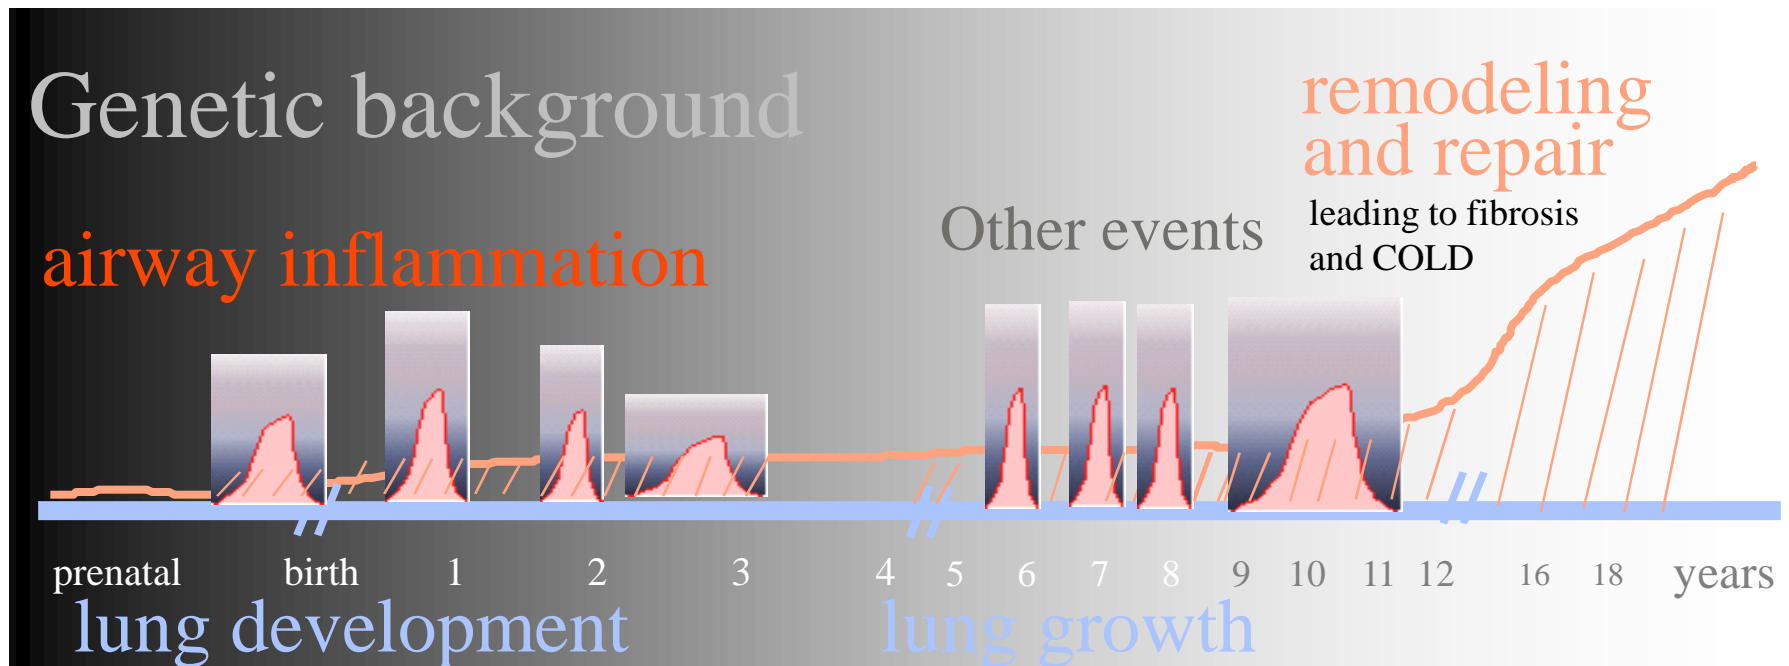 Genetic background
airway inflammation
Other events
remodeling
and repair
leading to fibrosis
and COLD
prenatal birth 1 2 3 4 5 6 7 8 9 10 11 12 16 18 years
lung development lung growth